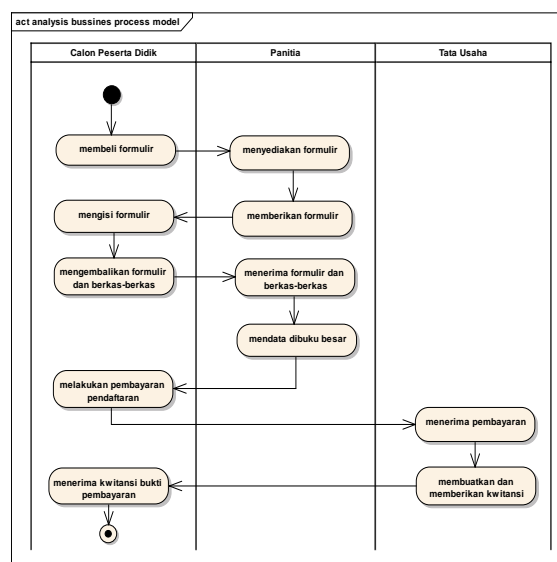 act analysis bussines process model
Calon Peserta Didik
Panitia
Tata Usaha
membeli formulir
menyediakan formulir
mengisi formulir
memberikan formulir
mengembalikan formulir
dan berkas-berkas
menerima formulir dan
berkas-berkas
mendata dibuku besar
melakukan pembayaran
pendaftaran
menerima pembayaran
menerima kwitansi bukti
pembayaran
membuatkan dan
memberikan kwitansi